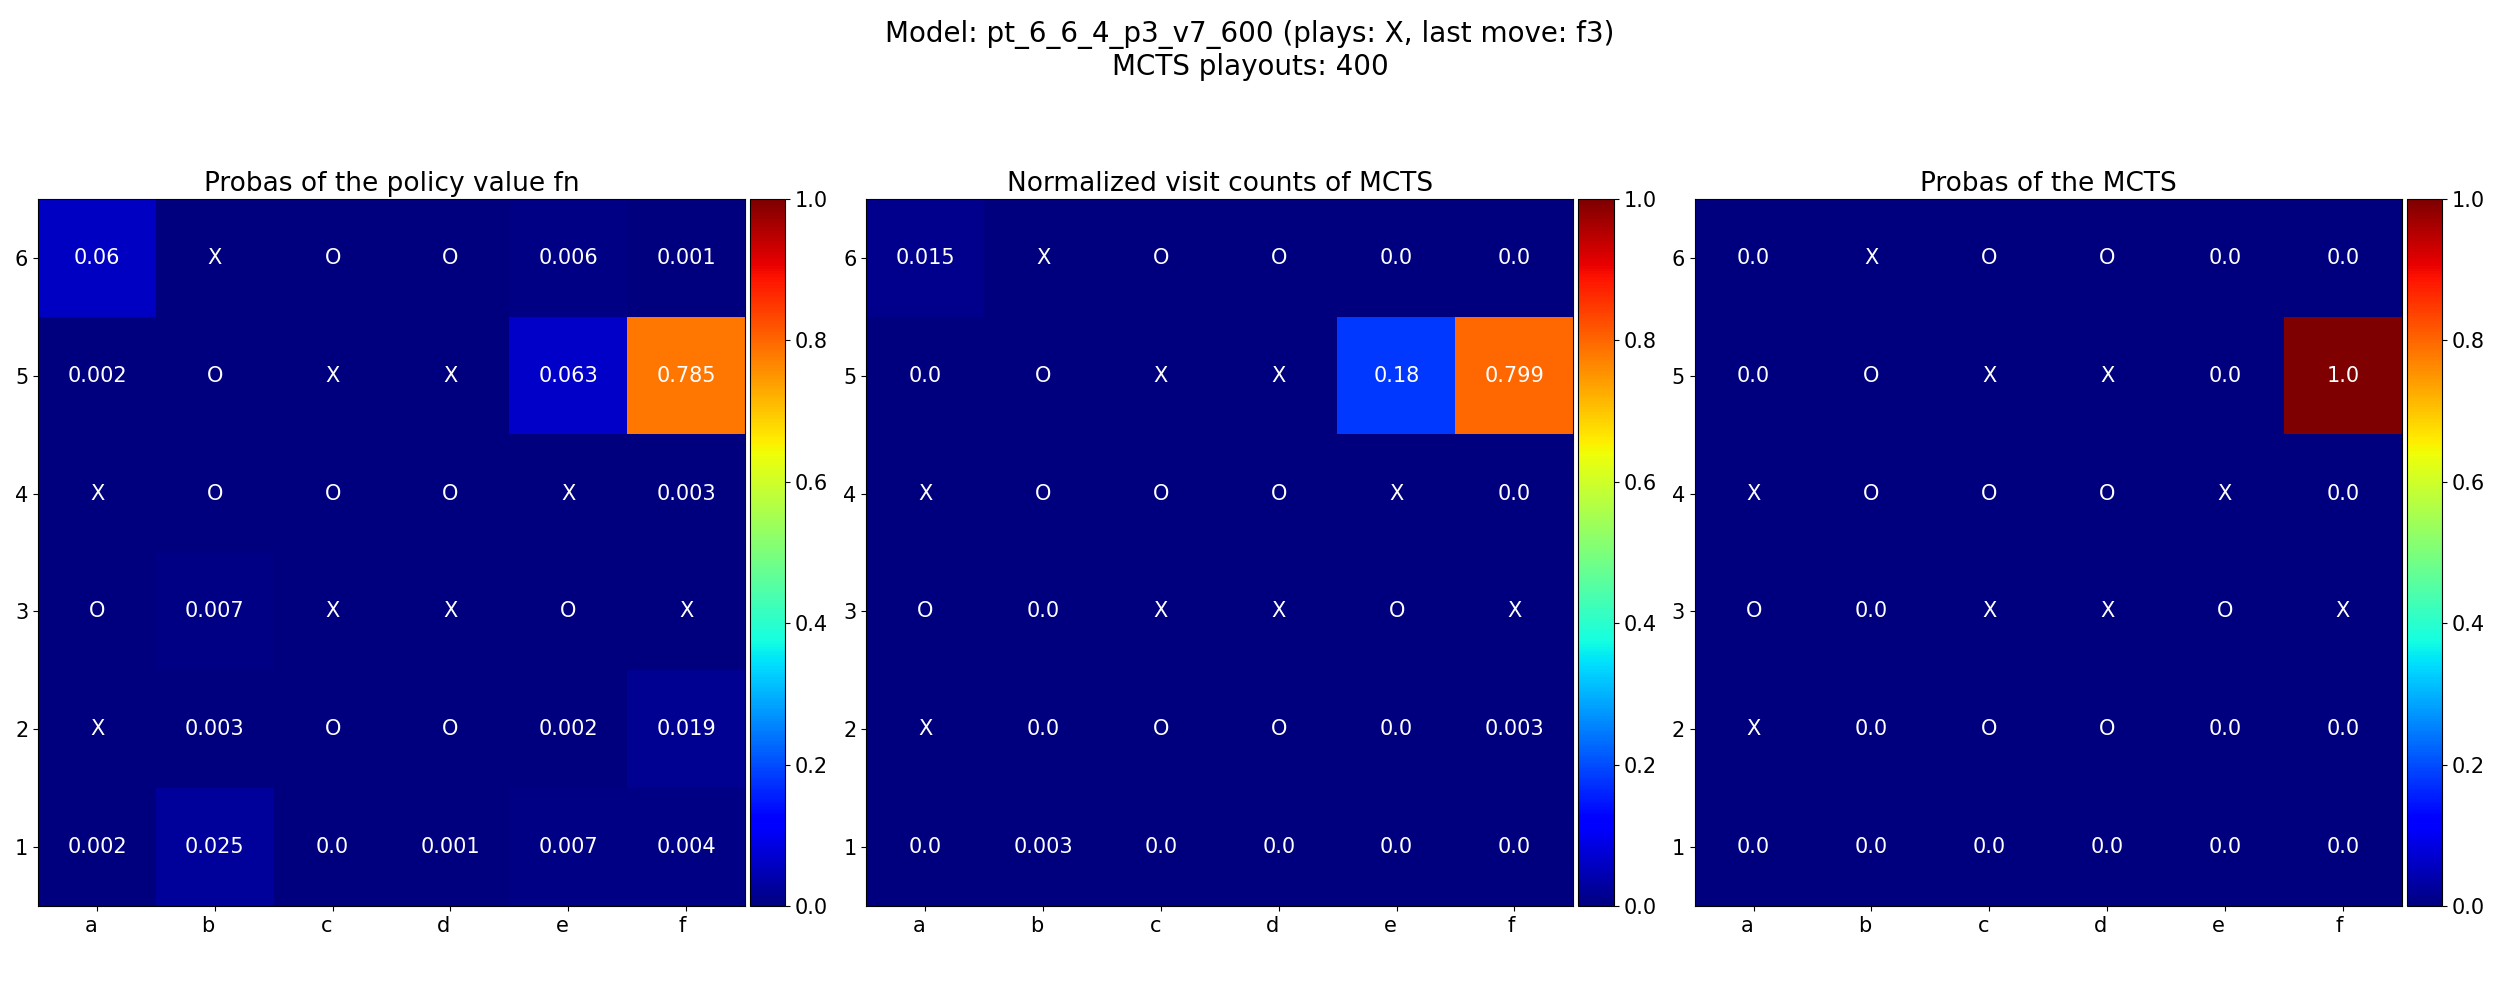 Model: pt_6_6_4_p3_v7_600 (plays: X, last move: f3)
MCTS playouts: 400
Probas of the policy value fn
1.0
6 0.06 X O O 0.006 0.001
0.8
5 0.002 O X X 0.063 0.785
0.6
4 X O O O X 0.003
0.4
3 O 0.007 X X O X
2 X 0.003 O O 0.002 0.019
0.2
1 0.002 0.025 0.0 0.001 0.007 0.004
0.0
a b c d e f
Normalized visit counts of MCTS
1.0
6 0.015 X O O 0.0 0.0
0.8
5 0.0 O X X 0.18 0.799
0.6
4 X O O O X 0.0
0.4
3 O 0.0 X X O X
2 X 0.0 O O 0.0 0.003
0.2
1 0.0 0.003 0.0 0.0 0.0 0.0
0.0
a b c d e f
Probas of the MCTS
1.0
6 0.0 X O O 0.0 0.0
0.8
5 0.0 O X X 0.0 1.0
0.6
4 X O O O X 0.0
0.4
3 O 0.0 X X O X
2 X 0.0 O O 0.0 0.0
0.2
1 0.0 0.0 0.0 0.0 0.0 0.0
0.0
a b c d e f